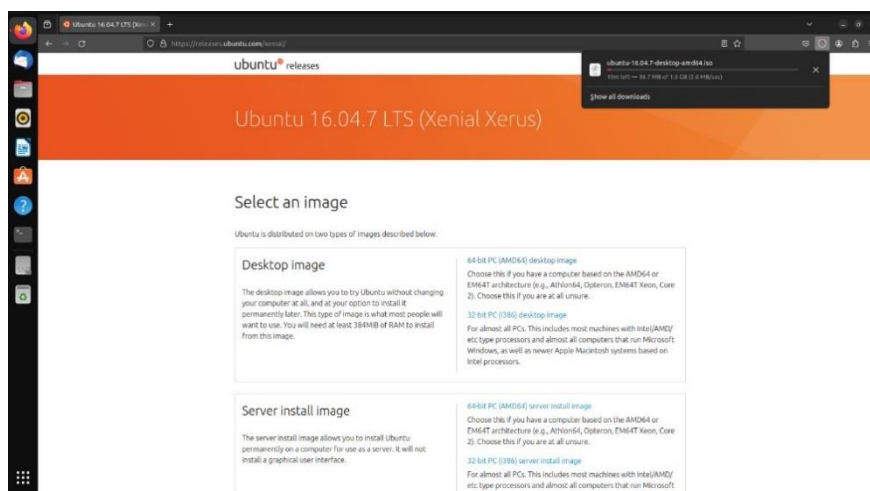 Ubuntu 16.04.7 LTS (Xeni
https://releases.ubuntu.com/xenial/
ubuntu releases
ubuntu-16.04.7-desktop-amd64.iso
Show all downloads
Ubuntu 16.04.7 LTS (Xenial Xerus)
Select an image
Ubuntu is distributed on two types of images described below.
Desktop image
The desktop image allows you to try Ubuntu without changing
your computer at all, and at your option to install it
permanently later. This type of image is what most people will
want to use. You will need at least 384MiB of RAM to install
from this image.
64-bit PC (AMD64) desktop image
Choose this if you have a computer based on the AMD64 or
EM64T architecture (e.g., Athlon64, Opteron, EM64T Xeon, Core
2). Choose this if you are at all unsure.
32-bit PC (i386) desktop image
For almost all PCs. This includes most machines with Intel/AMD/
etc type processors and almost all computers that run Microsoft
Windows, as well as newer Apple Macintosh systems based on
Intel processors.
Server install image
The server install image allows you to install Ubuntu
permanently on a computer for use as a server. It will not
install a graphical user interface.
64-bit PC (AMD64) server install image
Choose this if you have a computer based on the AMD64 or
EM64T architecture (e.g., Athlon64, Opteron, EM64T Xeon, Core
2). Choose this if you are at all unsure.
32-bit PC (i386) server install image
For almost all PCs. This includes most machines with Intel/AMD/
etc type processors and almost all computers that run Microsoft